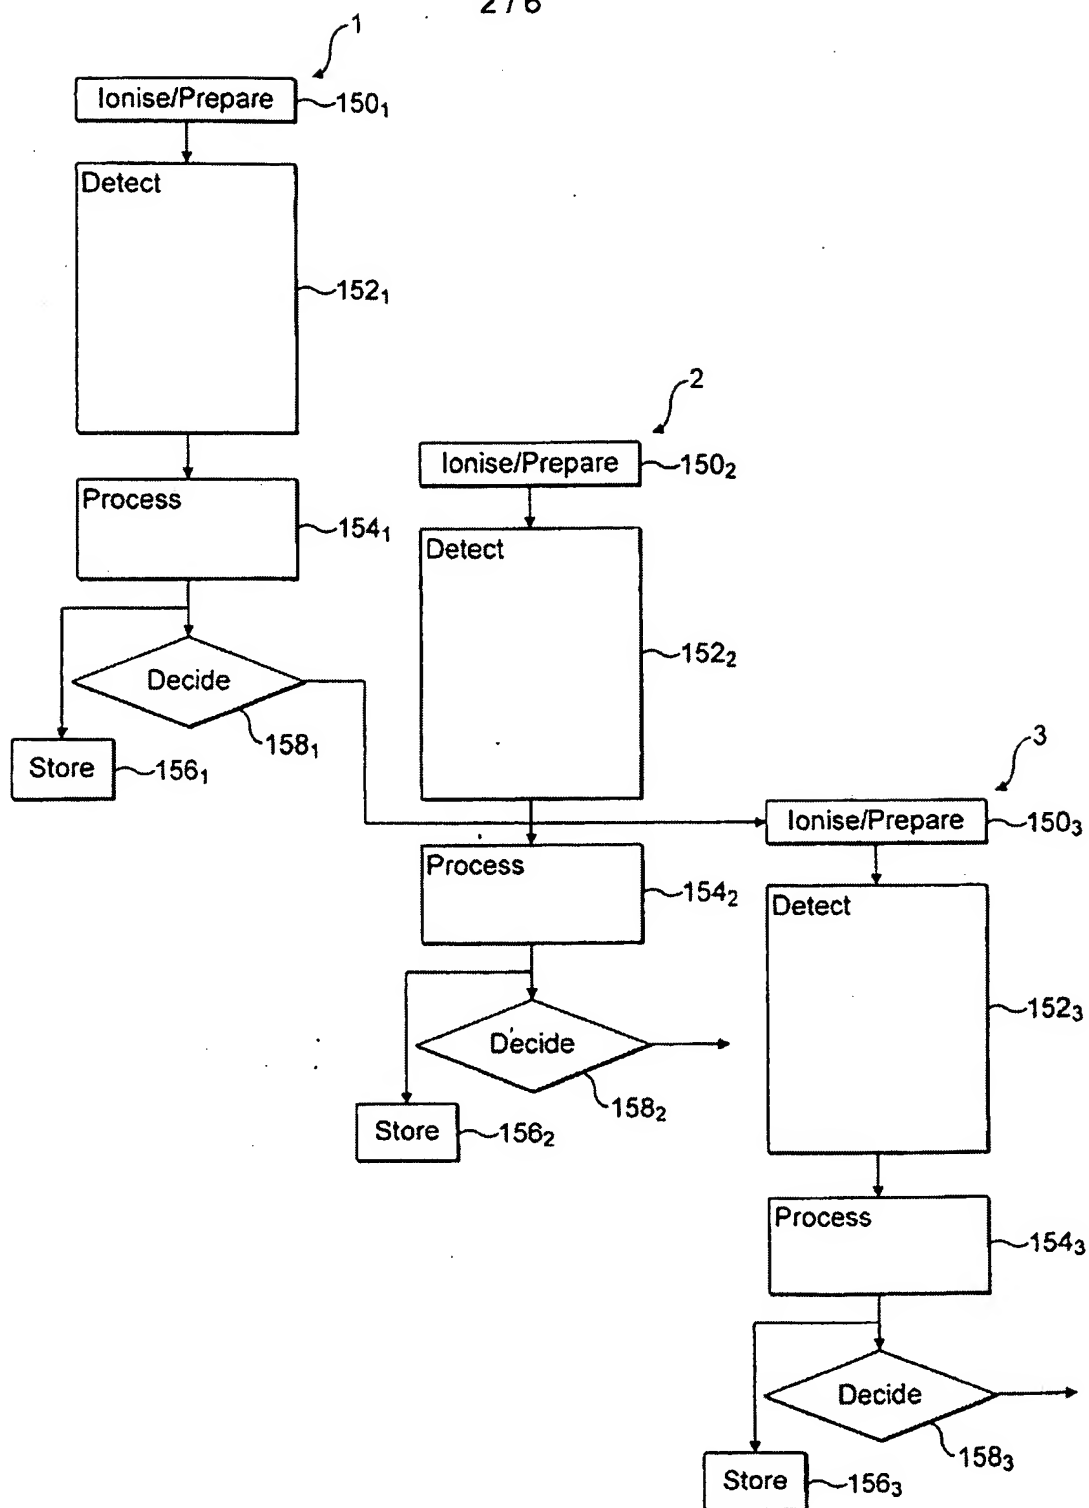 2/6
1
Ionise/Prepare
150₁
Detect
152₁
Process
154₁
Decide
158₁
Store
156₁
2
Ionise/Prepare
150₂
Detect
152₂
Process
154₂
Decide
158₂
Store
156₂
3
Ionise/Prepare
150₃
Detect
152₃
Process
154₃
Decide
158₃
Store
156₃